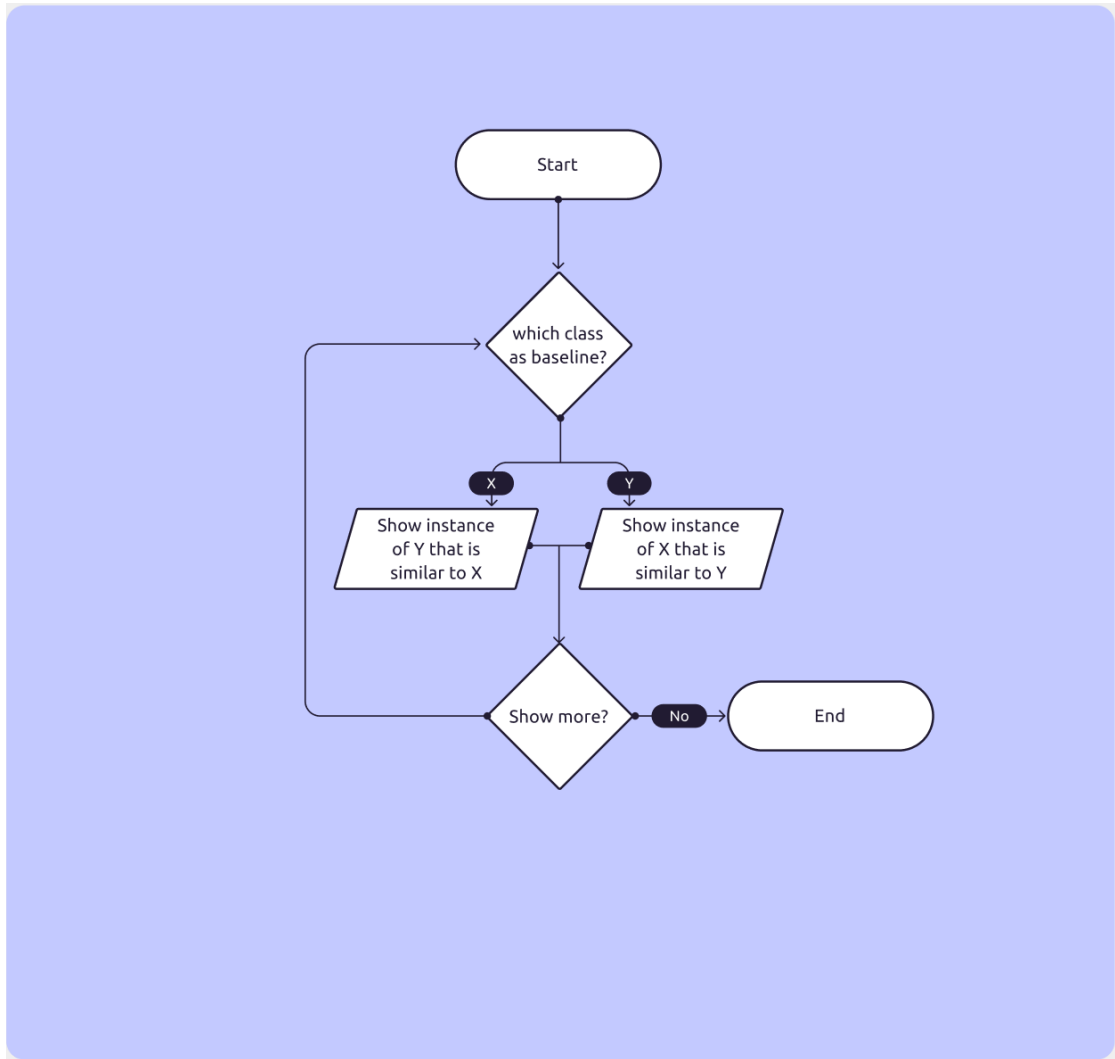 Start
which class
as baseline?
X
Y
Show instance
of Y that is
similar to X
Show instance
of X that is
similar to Y
Show more?
No
End